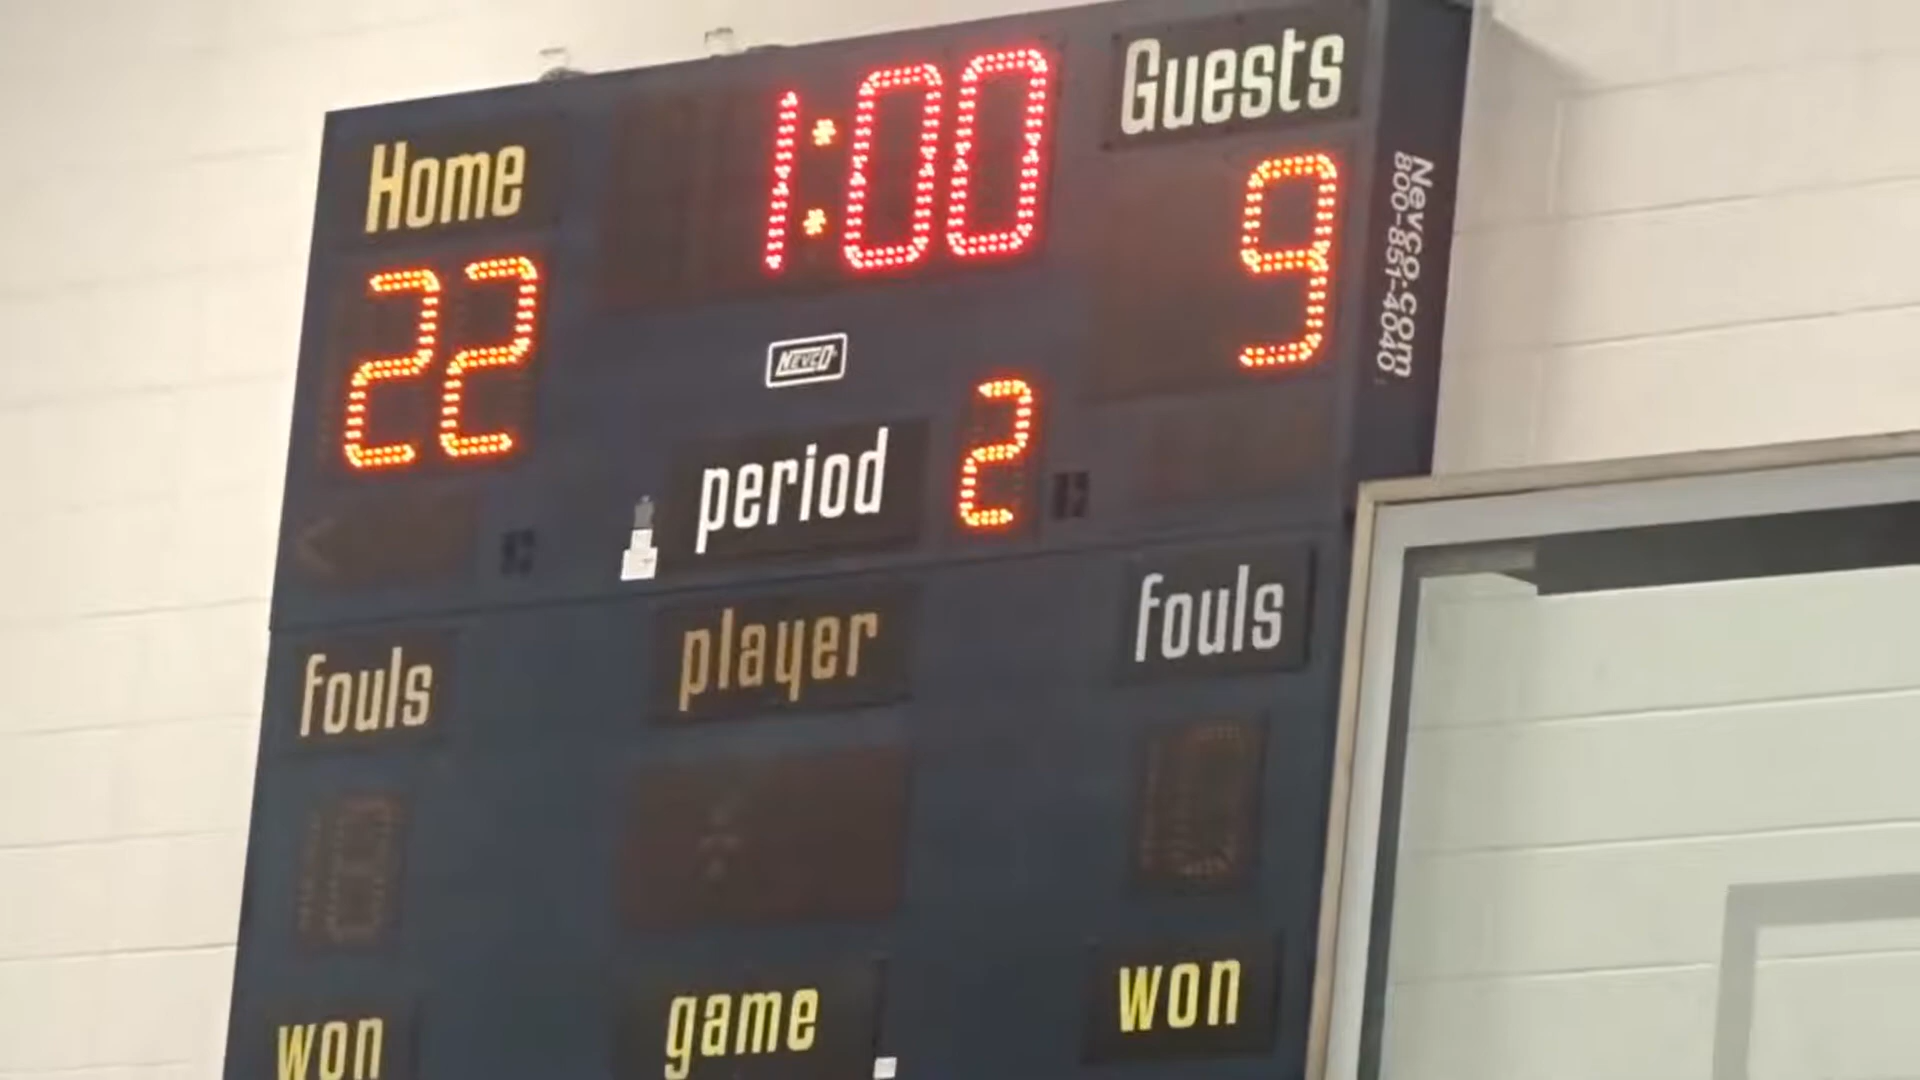 Home
1:00
Guests
22
9
NEVCO
period 2
fouls
player
fouls
won
game
won
Nevco.com
800-851-4040